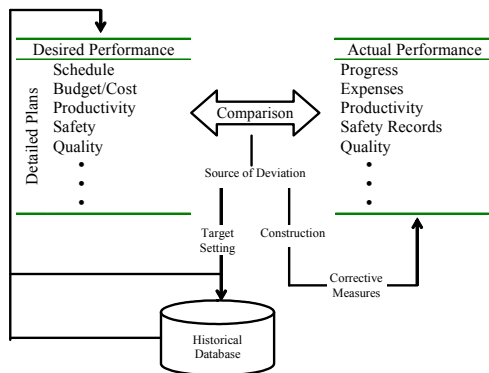 Desired Performance
Schedule
Budget/Cost
Productivity
Safety
Quality
Detailed Plans
Comparison
Actual Performance
Progress
Expenses
Productivity
Safety Records
Quality
Source of Deviation
Target
Setting
Construction
Corrective
Measures
Historical
Database